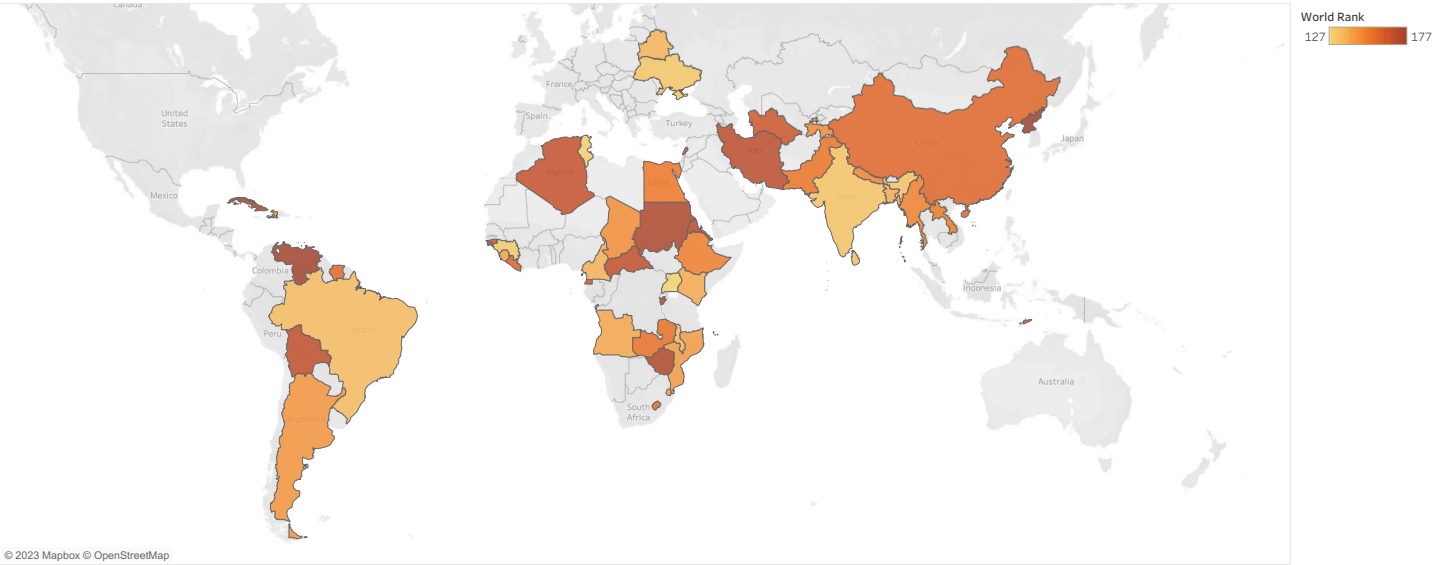 Canada
World Rank
127
177
France
United
States
Spain
Turkey
Japan
China
Iran
Algeria
Egypt
India
Mexico
Colombia
Indonesia
Peru
Brazil
Australia
South
Africa
Argentina
© 2023 Mapbox © OpenStreetMap